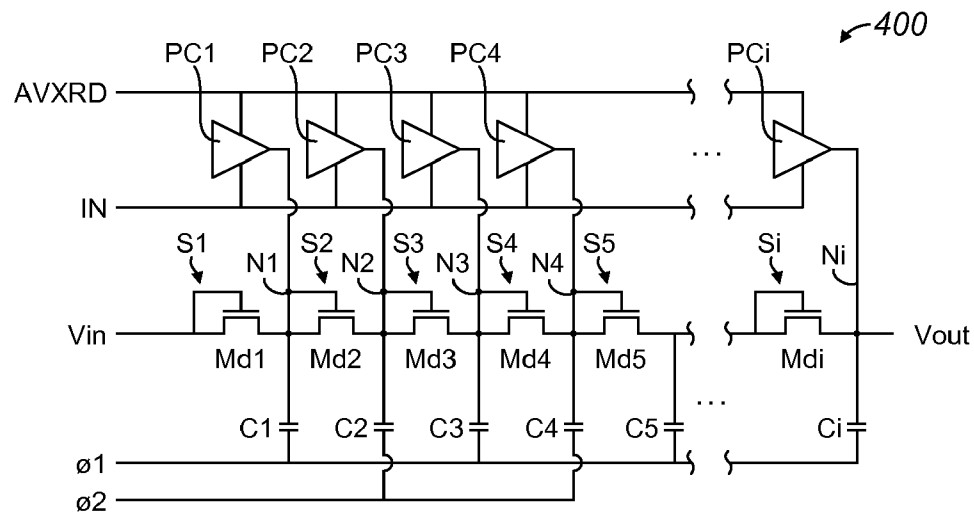 400
PC1 PC2 PC3 PC4 PCi
AVXRD
...
IN
S1 S2 S3 S4 S5 Si
N1 N2 N3 N4 Ni
Vin Vout
Md1 Md2 Md3 Md4 Md5 Mdi
...
C1 C2 C3 C4 C5 Ci
ø1
ø2